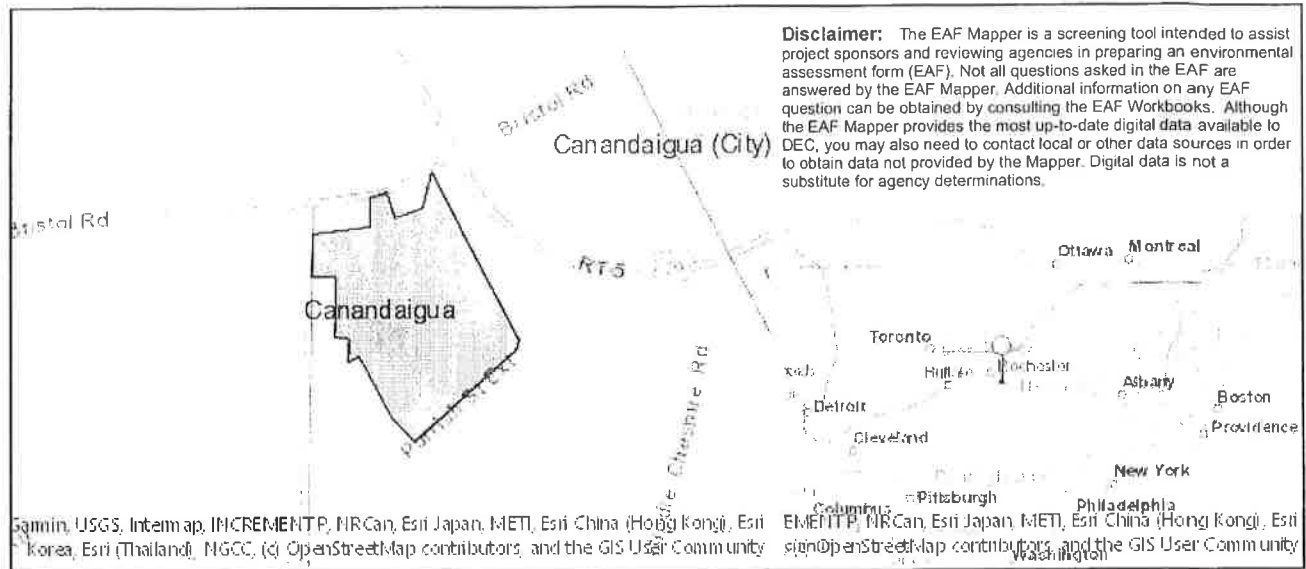 Disclaimer: The EAF Mapper is a screening tool intended to assist
project sponsors and reviewing agencies in preparing an environmental
assessment form (EAF). Not all questions asked in the EAF are
answered by the EAF Mapper. Additional information on any EAF
question can be obtained by consulting the EAF Workbooks. Although
the EAF Mapper provides the most up-to-date digital data available to
DEC, you may also need to contact local or other data sources in order
to obtain data not provided by the Mapper. Digital data is not a
substitute for agency determinations.
Bristol Rd
Canandaigua (City)
Bristol Rd
RT-5
Canandaigua
Parrish St Ext
Cheshire Rd
Ottawa
Montreal
Toronto
Rochester
Albany
Boston
Detroit
Providence
Cleveland
New York
Pittsburgh
Philadelphia
Columbus
Washington
Garmin, USGS, Intermap, INCREMENT P, NRCan, Esri Japan, METI, Esri China (Hong Kong), Esri
Korea, Esri (Thailand), NGCC, (c) OpenStreetMap contributors, and the GIS User Community
EMENT P, NRCan, Esri Japan, METI, Esri China (Hong Kong), Esri
OpenStreetMap contributors, and the GIS User Community